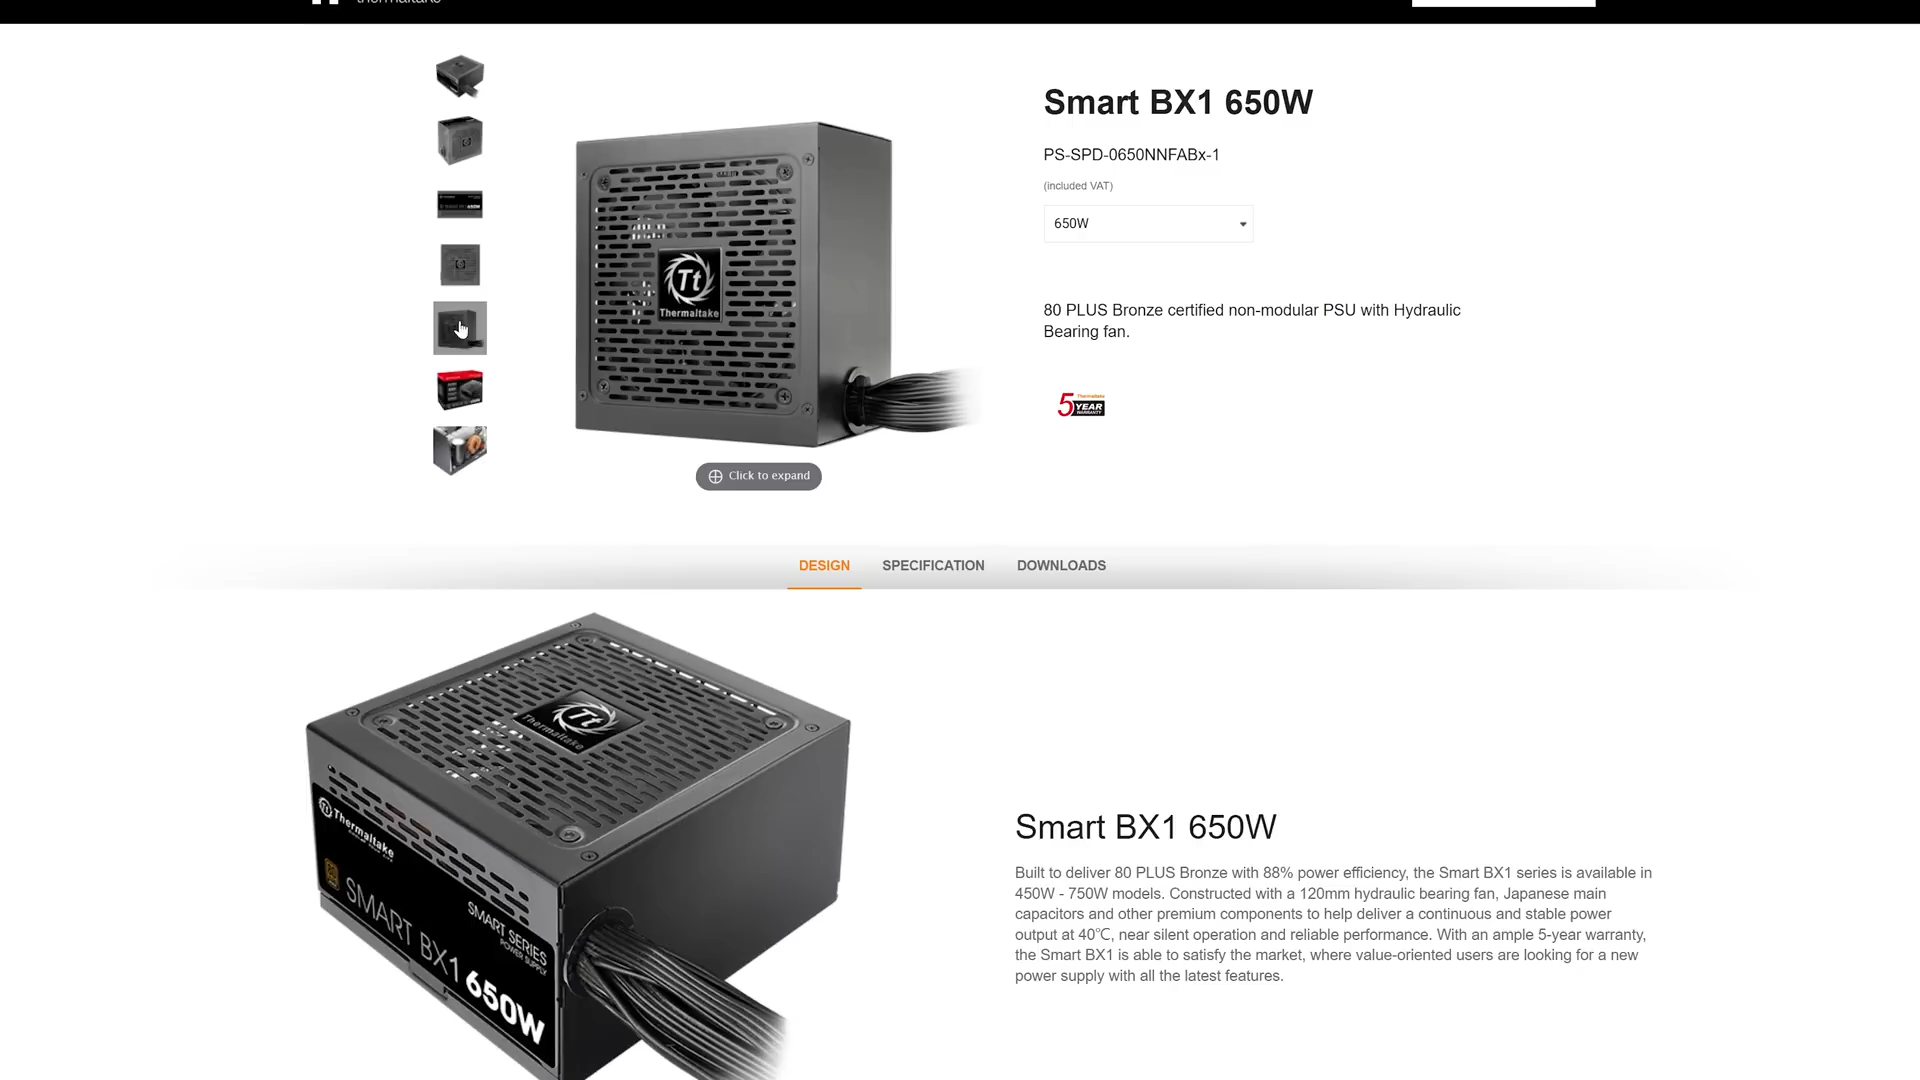 thermaltake
Smart BX1 650W
PS-SPD-0650NNFABx-1
(included VAT)
650W
80 PLUS Bronze certified non-modular PSU with Hydraulic
Bearing fan.
Thermaltake
5 YEAR
WARRANTY
Tt
Thermaltake
Click to expand
DESIGN
SPECIFICATION
DOWNLOADS
Tt
Thermaltake
Thermaltake
SMART SERIES
POWER SUPPLY
SMART BX1 650W
Smart BX1 650W
Built to deliver 80 PLUS Bronze with 88% power efficiency, the Smart BX1 series is available in
450W - 750W models. Constructed with a 120mm hydraulic bearing fan, Japanese main
capacitors and other premium components to help deliver a continuous and stable power
output at 40℃, near silent operation and reliable performance. With an ample 5-year warranty,
the Smart BX1 is able to satisfy the market, where value-oriented users are looking for a new
power supply with all the latest features.